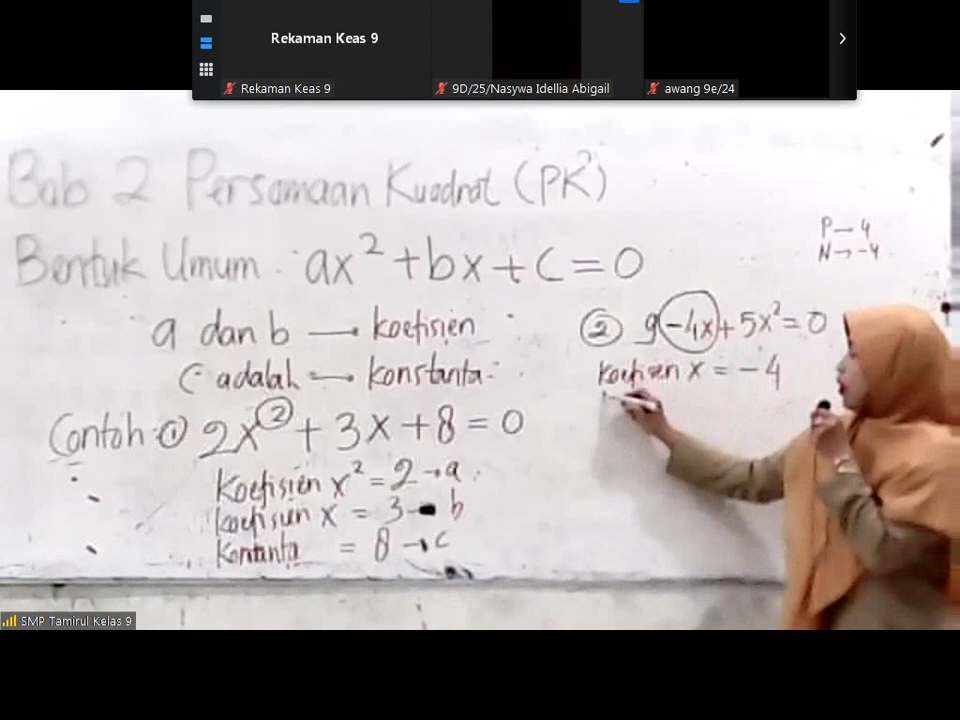 Rekaman Keas 9
Rekaman Keas 9
9D/25/Nasywa Idellia Abigail
awang 9e/24
Bab 2 Persamaan Kuadrat (PK²)
Bentuk Umum : ax² + bx + c = 0
a dan b → koefisien
C adalah → konstanta
Contoh ① 2x² + 3x + 8 = 0
Koefisien x² = 2 → a
Koefisien x = 3 - b
Kontanta = 8 → c
P → 4
N → -4
② 9 - 4x + 5x² = 0
koefisien x = -4
SMP Tamirul Kelas 9